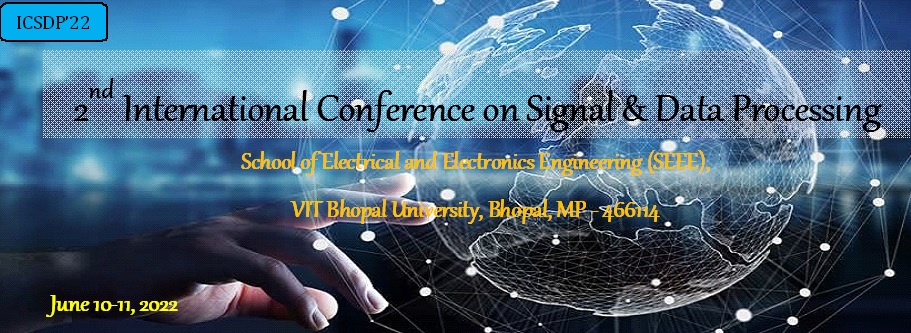 ICSDP'22
2nd International Conference on Signal & Data Processing
School of Electrical and Electronics Engineering (SEEE),
VIT Bhopal University, Bhopal, MP - 466114
June 10-11, 2022